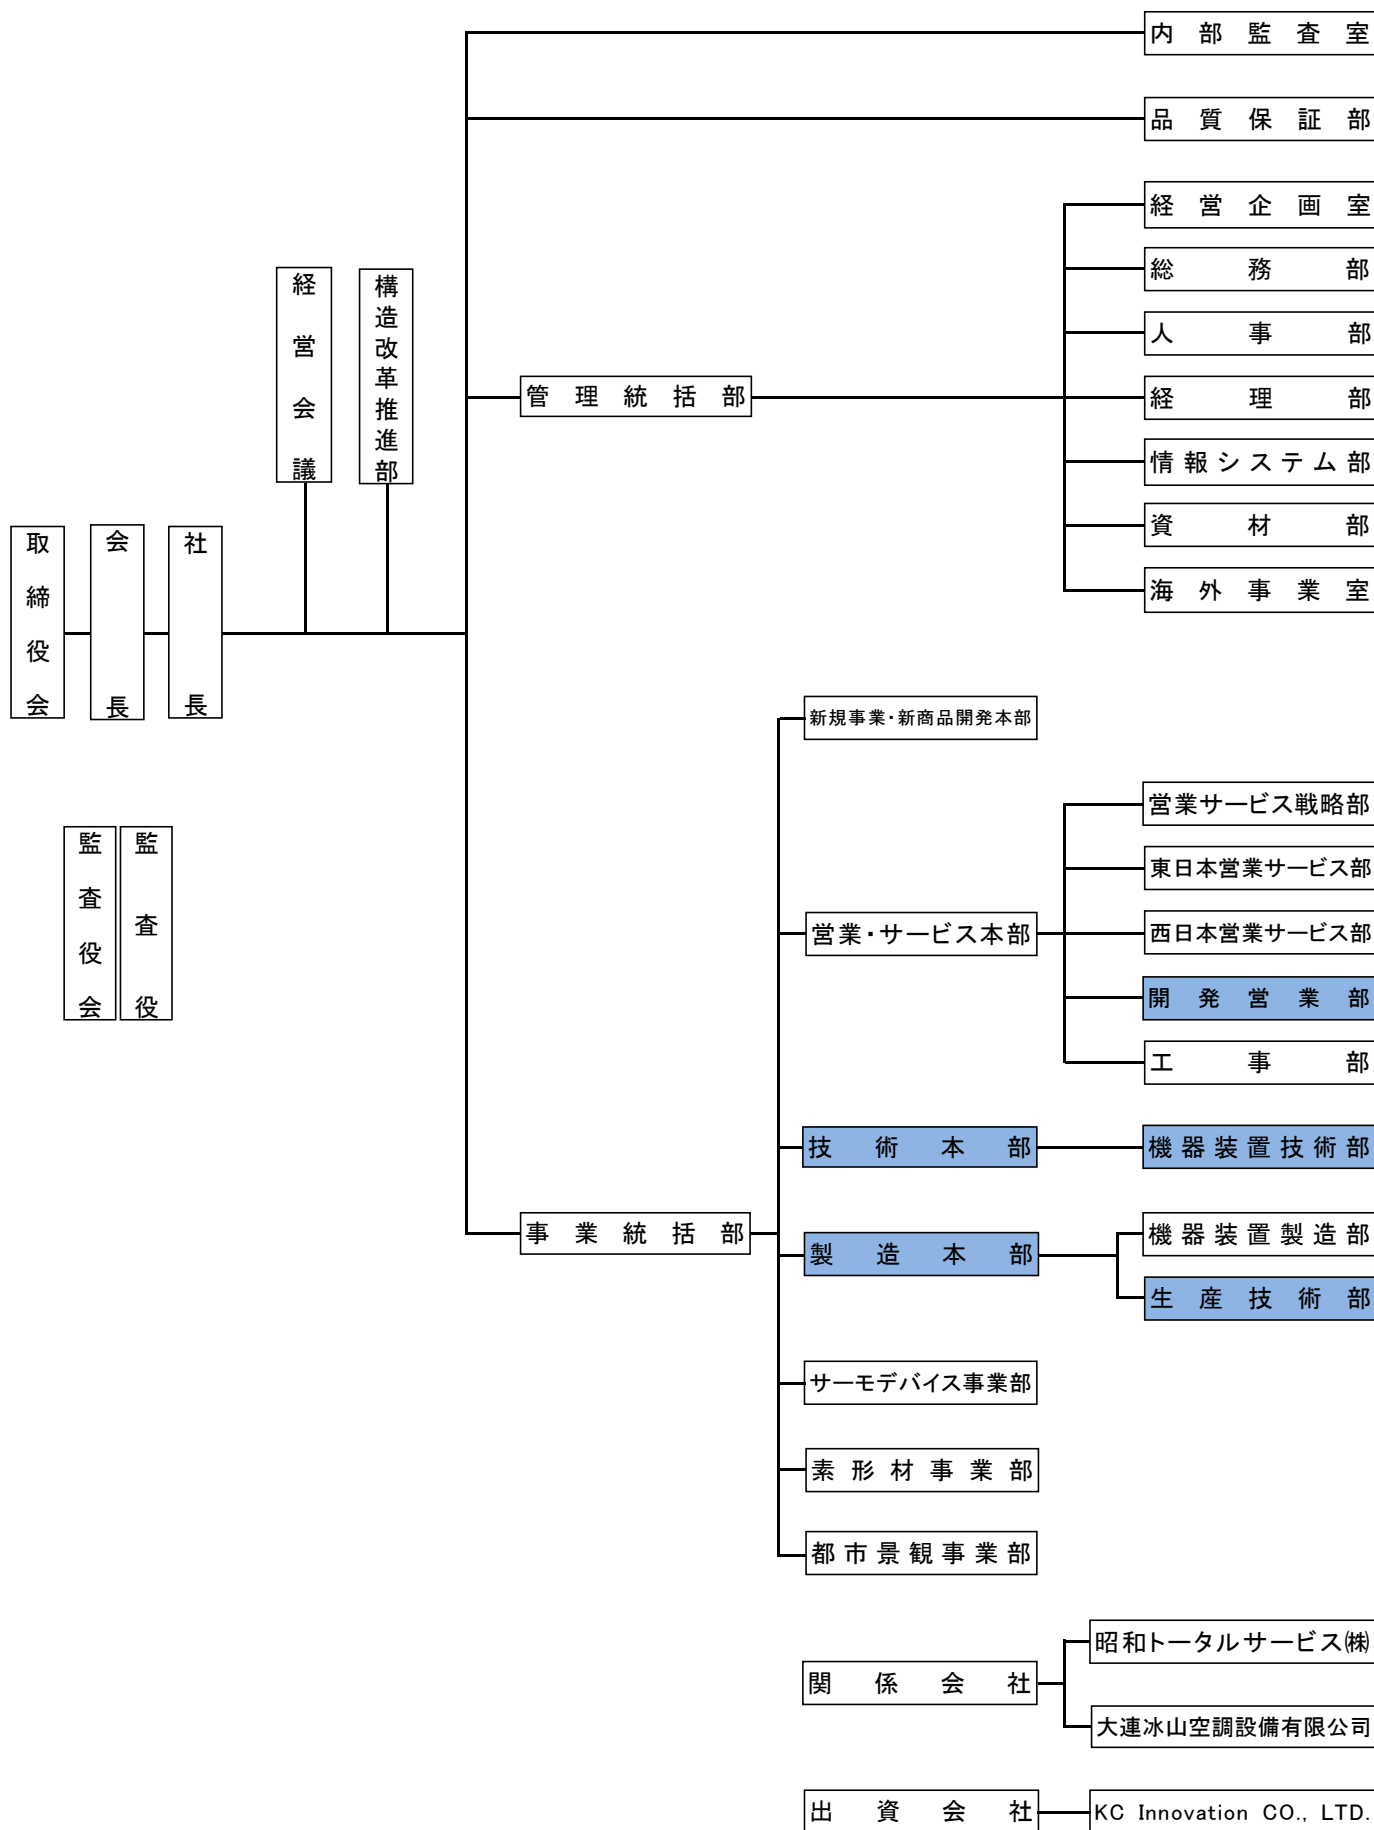 内部監査室
品質保証部
経営企画室
総務部
人事部
経理部
情報システム部
資材部
海外事業室
管理統括部
経営会議
構造改革推進部
取締役会
会長
社長
監査役会
監査役
新規事業・新商品開発本部
営業サービス戦略部
東日本営業サービス部
営業・サービス本部
西日本営業サービス部
開発営業部
工事部
技術本部
機器装置技術部
事業統括部
機器装置製造部
製造本部
生産技術部
サーモデバイス事業部
素形材事業部
都市景観事業部
昭和トータルサービス㈱
関係会社
大連冰山空調設備有限公司
出資会社
KC Innovation CO., LTD.